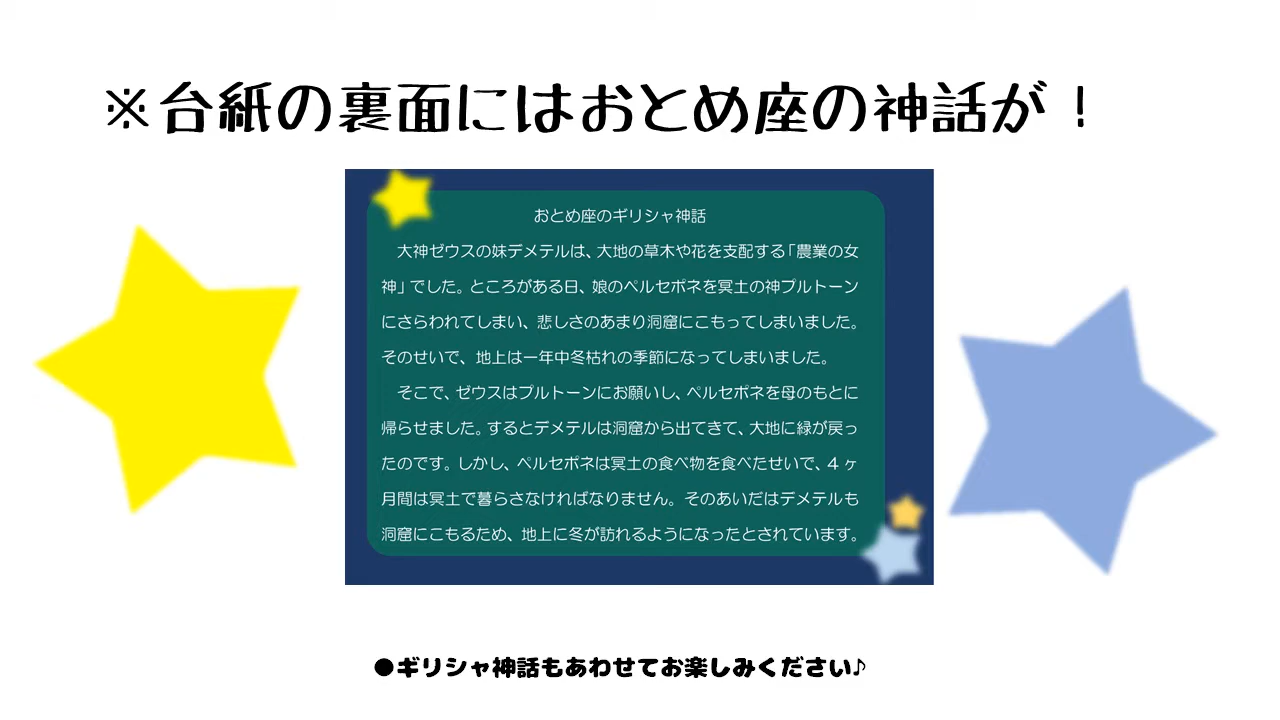 ※台紙の裏面にはおとめ座の神話が！
おとめ座のギリシャ神話
大神ゼウスの妹デメテルは、大地の草木や花を支配する「農業の女
神」でした。ところがある日、娘のペルセポネを冥土の神プルトーン
にさらわれてしまい、悲しさのあまり洞窟にこもってしまいました。
そのせいで、地上は一年中冬枯れの季節になってしまいました。
そこで、ゼウスはプルトーンにお願いし、ペルセポネを母のもとに
帰らせました。するとデメテルは洞窟から出てきて、大地に緑が戻っ
たのです。しかし、ペルセポネは冥土の食べ物を食べたせいで、４ヶ
月間は冥土で暮らさなければなりません。そのあいだはデメテルも
洞窟にこもるため、地上に冬が訪れるようになったとされています。
●ギリシャ神話もあわせてお楽しみください♪